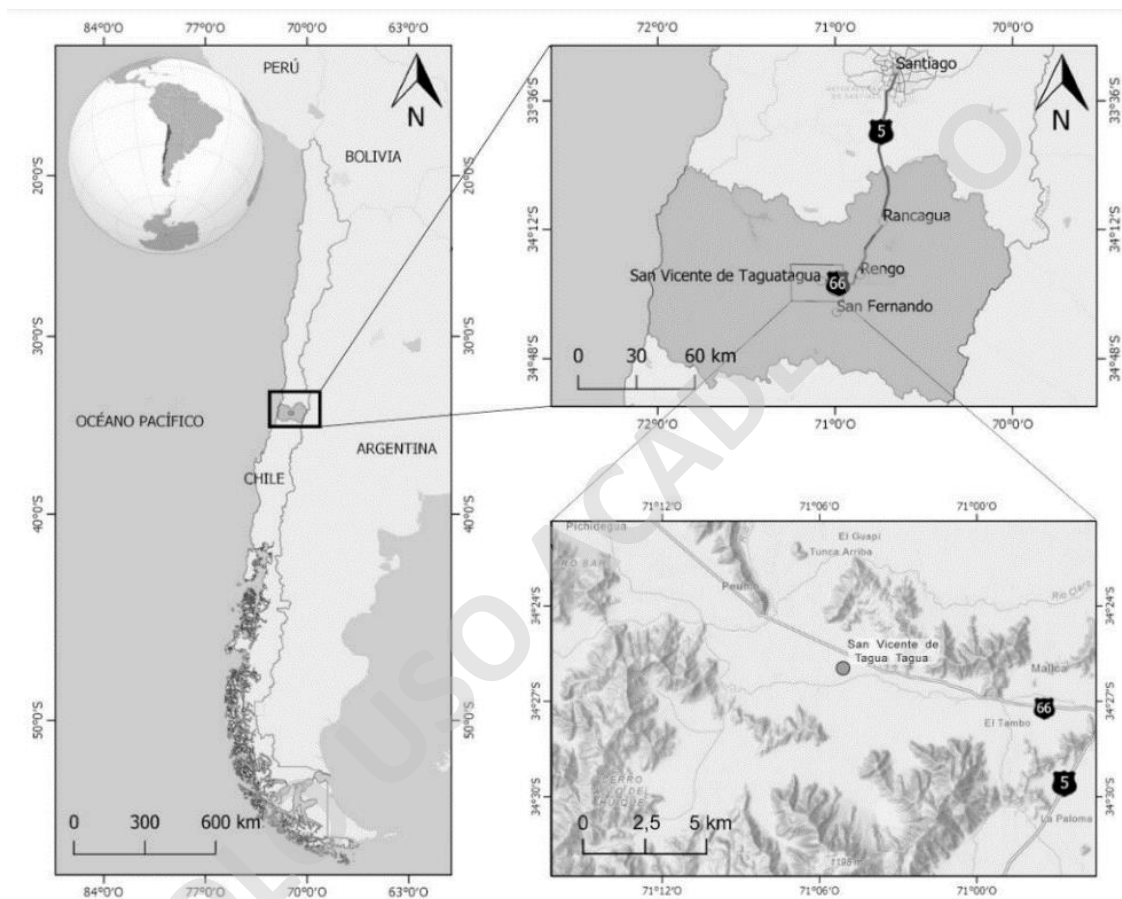 84°0'O 77°0'O 70°0'O 63°0'O
PERÚ
N
BOLIVIA
20°0'S
20°0'S
30°0'S
30°0'S
OCÉANO PACÍFICO
ARGENTINA
CHILE
40°0'S
40°0'S
50°0'S
50°0'S
0 300 600 km
84°0'O 77°0'O 70°0'O 63°0'O
72°0'O 71°0'O 70°0'O
Santiago
N
33°36'S
33°36'S
5
Rancagua
34°12'S
34°12'S
Rengo
San Vicente de Taguatagua
66
San Fernando
34°48'S
34°48'S
0 30 60 km
72°0'O 71°0'O 70°0'O
71°12'O 71°06'O 71°00'O
Pichidegua
El Guapi
Tunca Arriba
Peumo
Rio Claro
34°24'S
34°24'S
San Vicente de
Tagua Tagua
Malloa
34°27'S
34°27'S
66
El Tambo
5
34°30'S
34°30'S
La Paloma
0 2,5 5 km
1198 m
71°12'O 71°06'O 71°00'O
USO ACADÉMICO